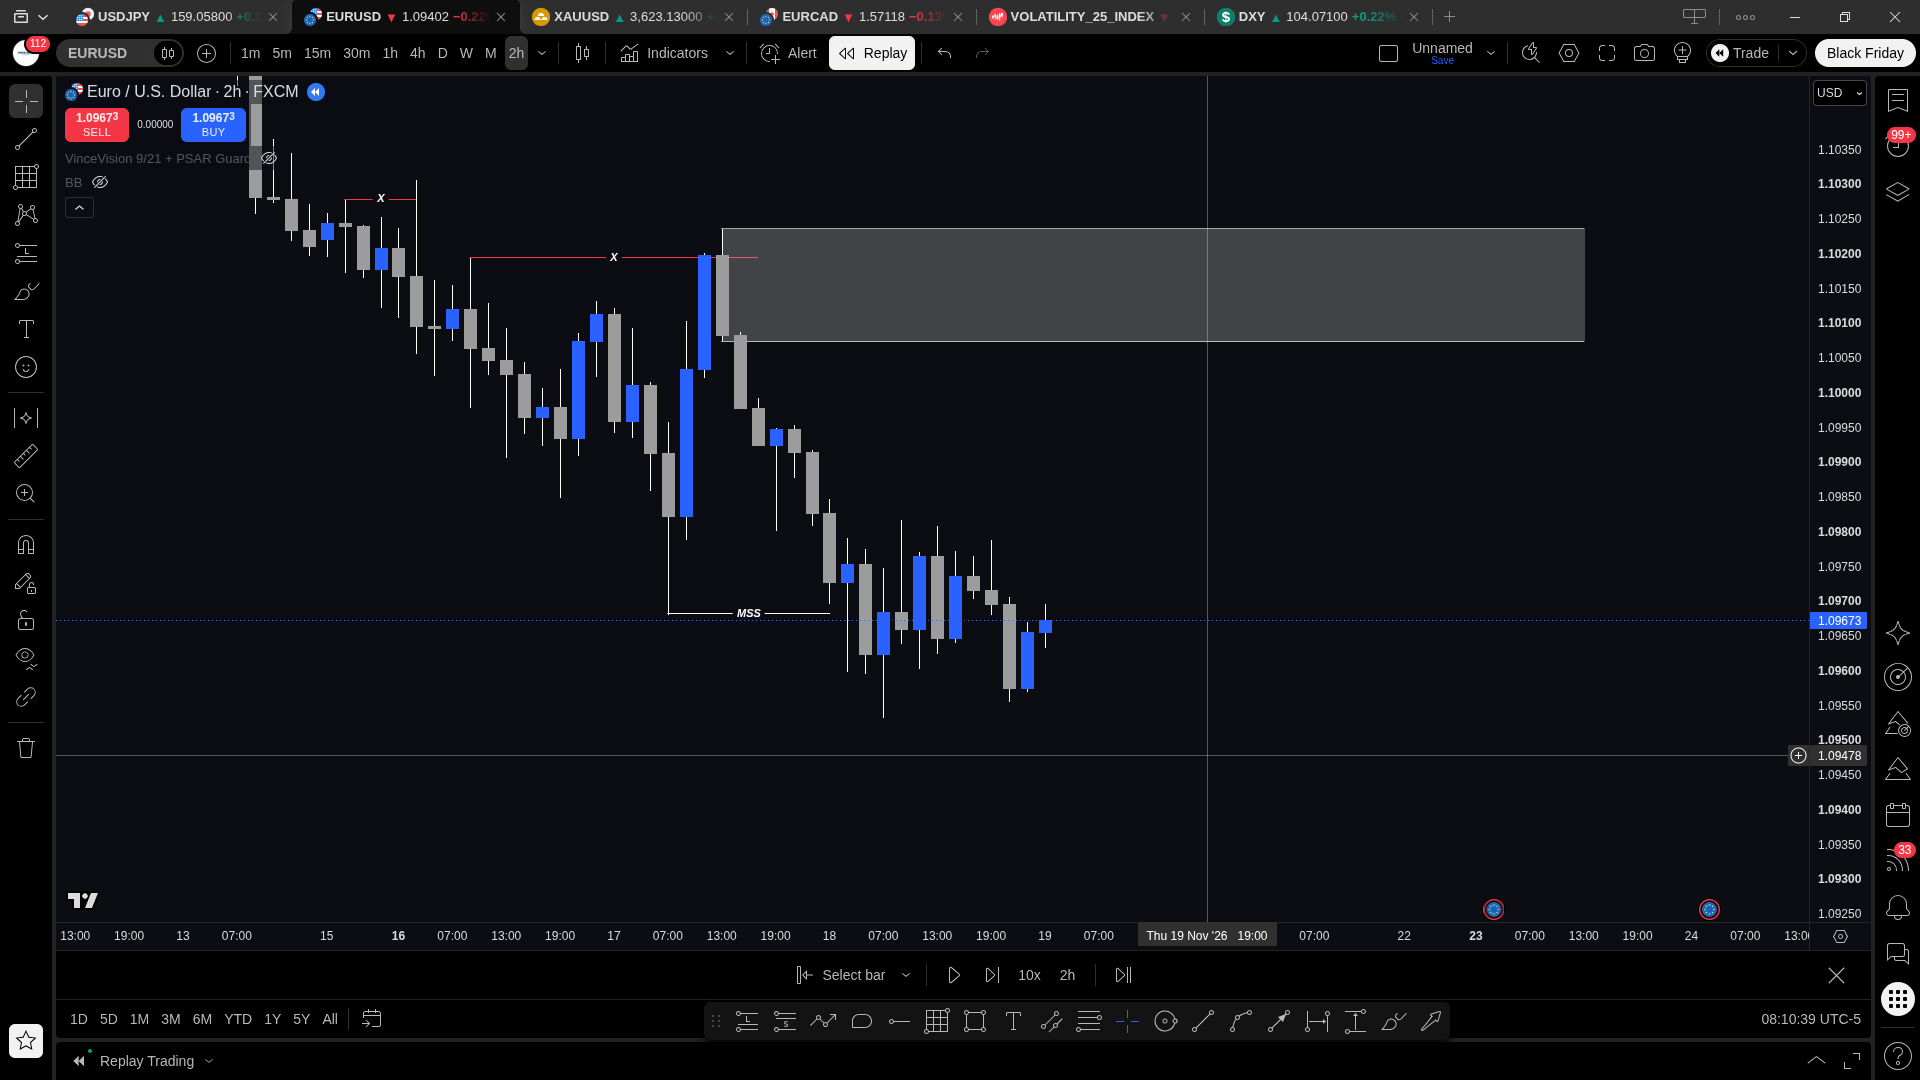 USDJPY ▲ 159.05800
EURUSD ▼ 1.09402 −0.22
XAUUSD ▲ 3,623.13000
EURCAD ▼ 1.57118 −0.13
VOLATILITY_25_INDEX ▼
$ DXY ▲ 104.07100 +0.22%
112
EURUSD
1m 5m 15m 30m 1h 4h D W M 2h
Indicators
Alert
Replay
Unnamed
Save
Trade
Black Friday
Euro / U.S. Dollar · 2h · FXCM
1.09673
SELL
0.00000
1.09673
BUY
VinceVision 9/21 + PSAR Guard
BB
X
X
MSS
USD
99+
1.10350
1.10300
1.10250
1.10200
1.10150
1.10100
1.10050
1.10000
1.09950
1.09900
1.09850
1.09800
1.09750
1.09700
1.09673
1.09650
1.09600
1.09550
1.09500
1.09478
1.09450
1.09400
1.09350
1.09300
1.09250
33
13:00 19:00 13 07:00 15 16 07:00 13:00 19:00 17 07:00 13:00 19:00 18 07:00 13:00 19:00 19 07:00 Thu 19 Nov '26 19:00 07:00 22 23 07:00 13:00 19:00 24 07:00
Select bar
10x 2h
1D 5D 1M 3M 6M YTD 1Y 5Y All
08:10:39 UTC-5
Replay Trading